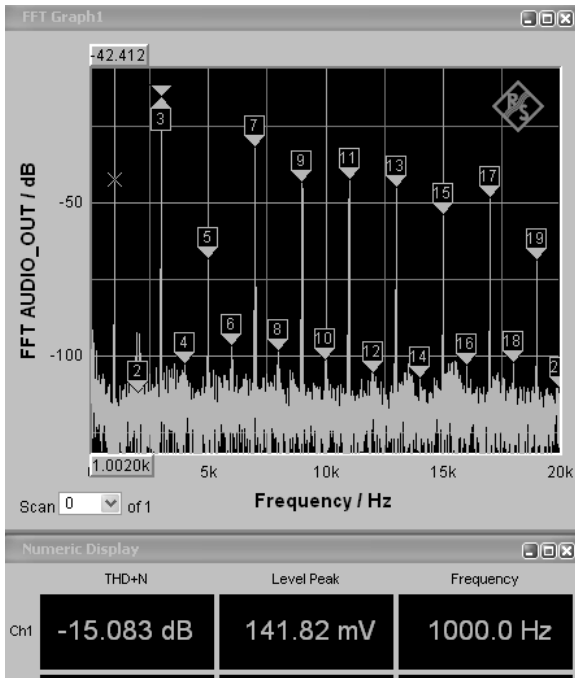 FFT Graph1
-42.412
R S
3
7
9
11
13
17
15
5
19
6
8
4
10
16
18
12
14
2
2
FFT AUDIO_OUT / dB
-50
-100
1.0020k
5k
10k
15k
20k
Frequency / Hz
Scan 0 of 1
Numeric Display
THD+N Level Peak Frequency
Ch1 -15.083 dB 141.82 mV 1000.0 Hz